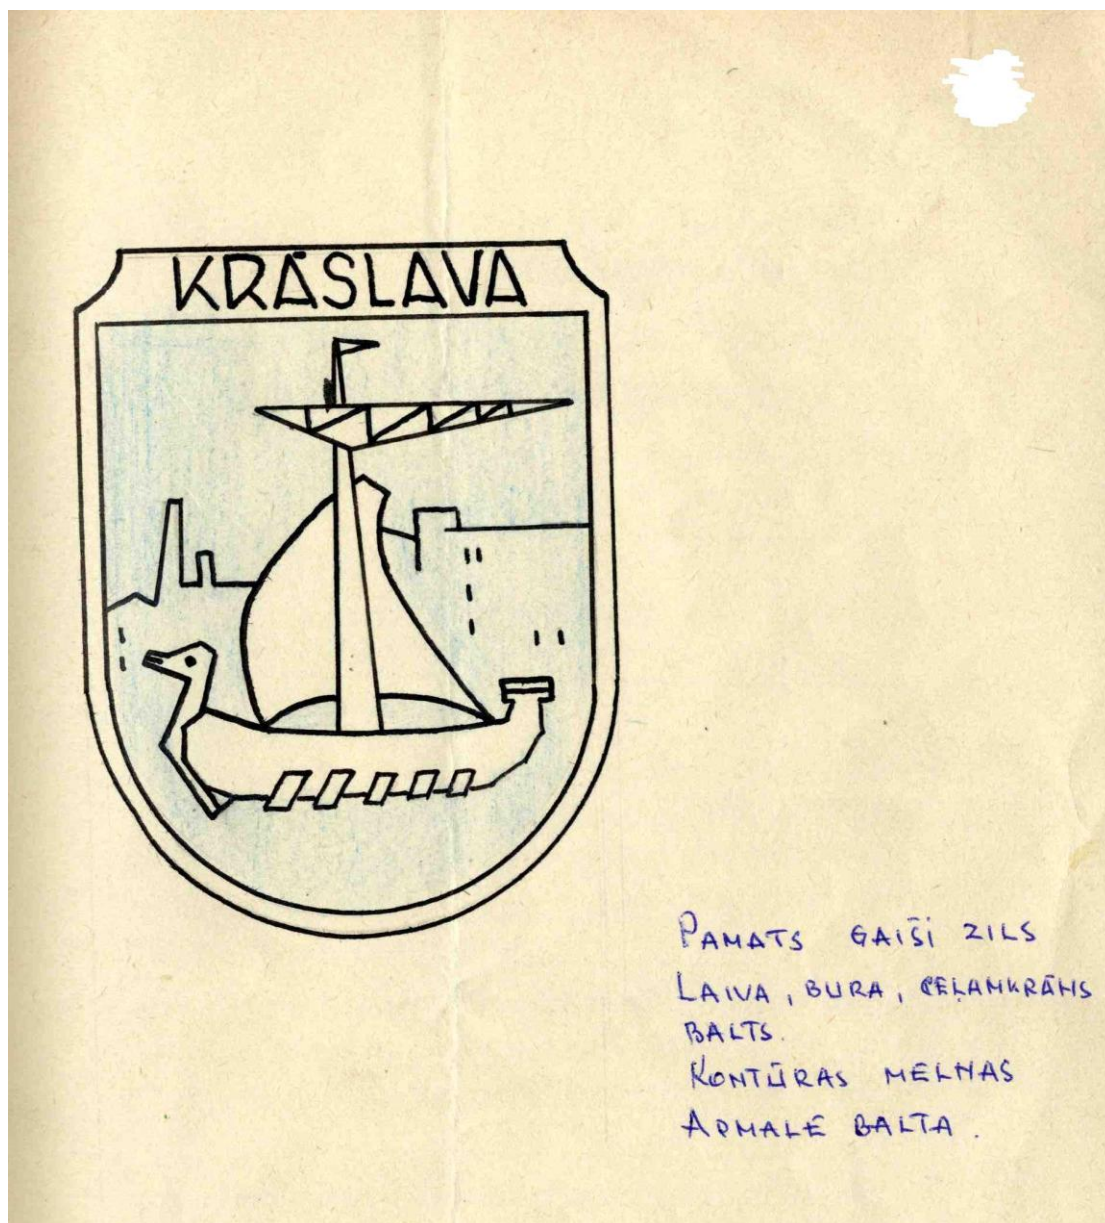 KRĀSLAVA
PAMATS GAIŠI ZILS
LAIVA, BURA, CEĻAMKRĀNS
BALTS.
KONTŪRAS MELNAS
APMALE BALTA.